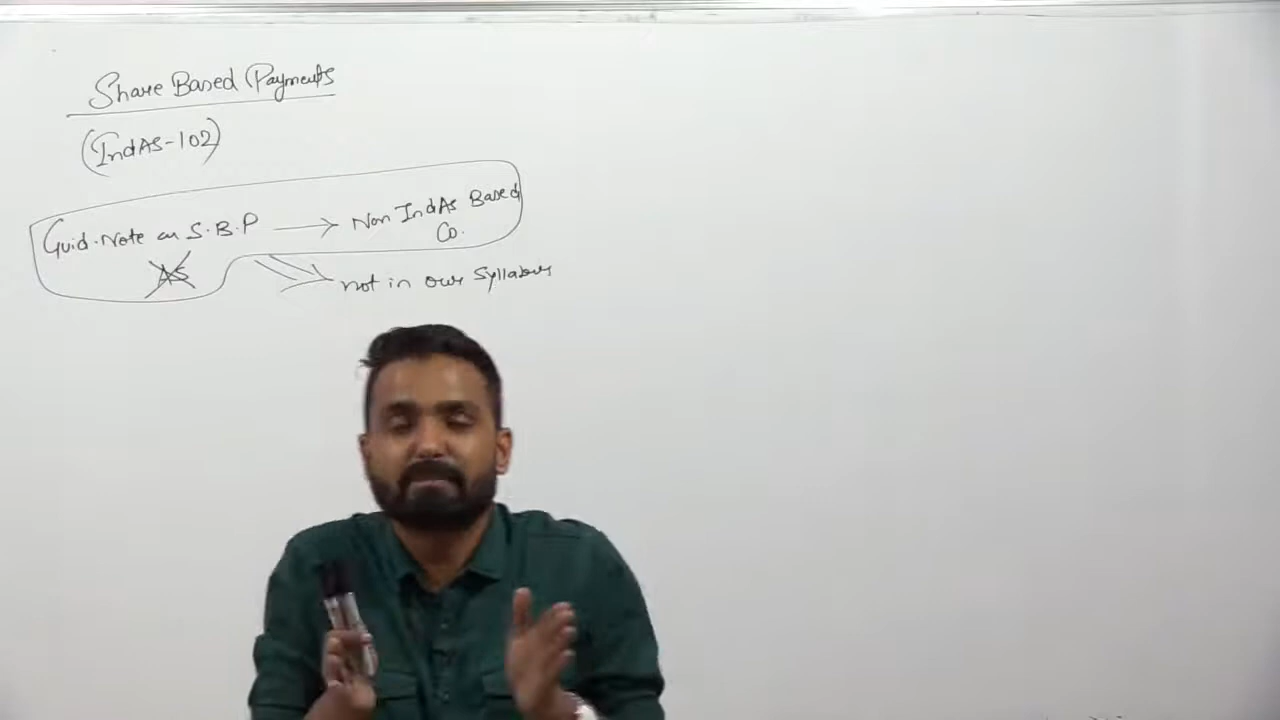 Share Based Payments
(IndAS-102)
Guid.Note on S.B.P → Non IndAs Based
Co.
AS
not in our Syllabus